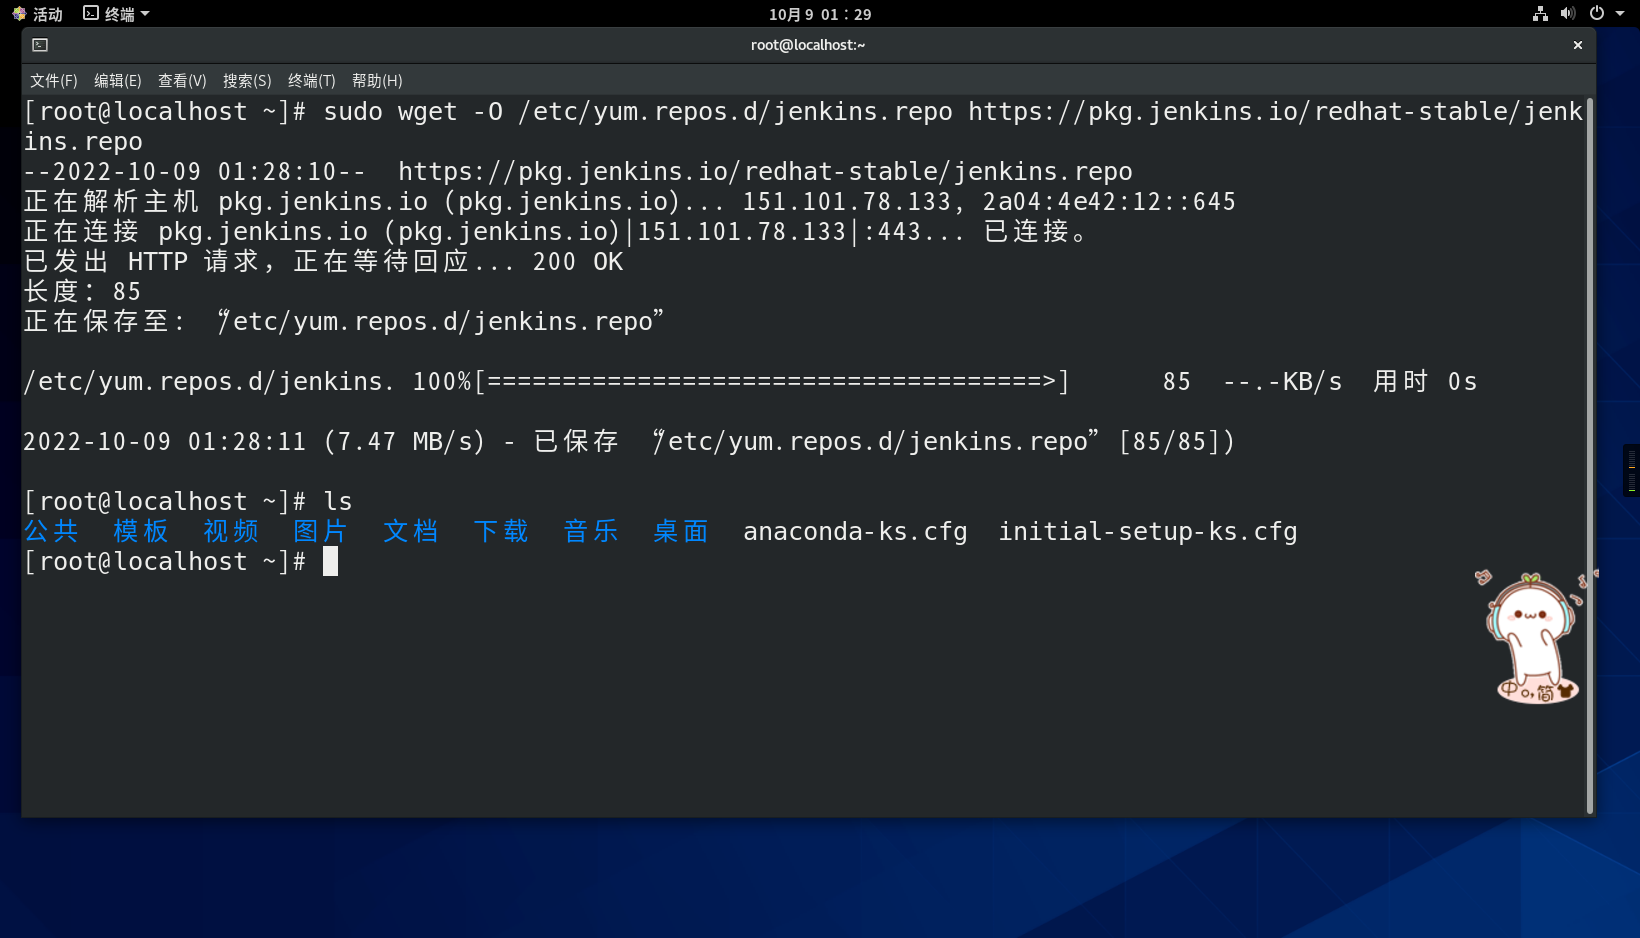 活动 终端 10月 9 01：29
root@localhost:~
文件(F) 编辑(E) 查看(V) 搜索(S) 终端(T) 帮助(H)
[root@localhost ~]# sudo wget -O /etc/yum.repos.d/jenkins.repo https://pkg.jenkins.io/redhat-stable/jenk
ins.repo
--2022-10-09 01:28:10-- https://pkg.jenkins.io/redhat-stable/jenkins.repo
正在解析主机 pkg.jenkins.io (pkg.jenkins.io)... 151.101.78.133, 2a04:4e42:12::645
正在连接 pkg.jenkins.io (pkg.jenkins.io)|151.101.78.133|:443... 已连接。
已发出 HTTP 请求，正在等待回应... 200 OK
长度：85
正在保存至: “/etc/yum.repos.d/jenkins.repo”
/etc/yum.repos.d/jenkins. 100%[=====================================>] 85 --.-KB/s 用时 0s
2022-10-09 01:28:11 (7.47 MB/s) - 已保存 “/etc/yum.repos.d/jenkins.repo” [85/85])
[root@localhost ~]# ls
公共 模板 视频 图片 文档 下载 音乐 桌面 anaconda-ks.cfg initial-setup-ks.cfg
[root@localhost ~]#
中 o, 简